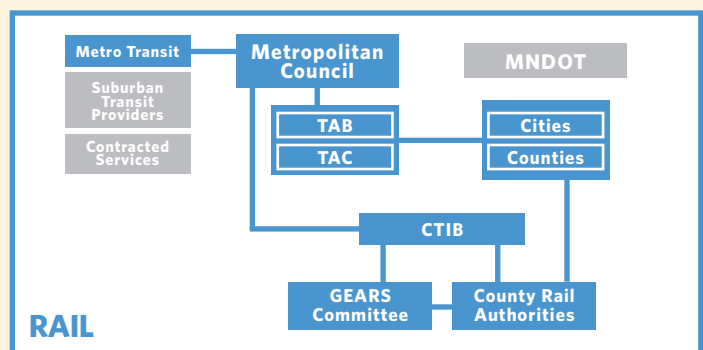 Metro Transit
Metropolitan
Council
MNDOT
Suburban
Transit
Providers
Contracted
Services
TAB
TAC
Cities
Counties
CTIB
GEARS
Committee
County Rail
Authorities
RAIL